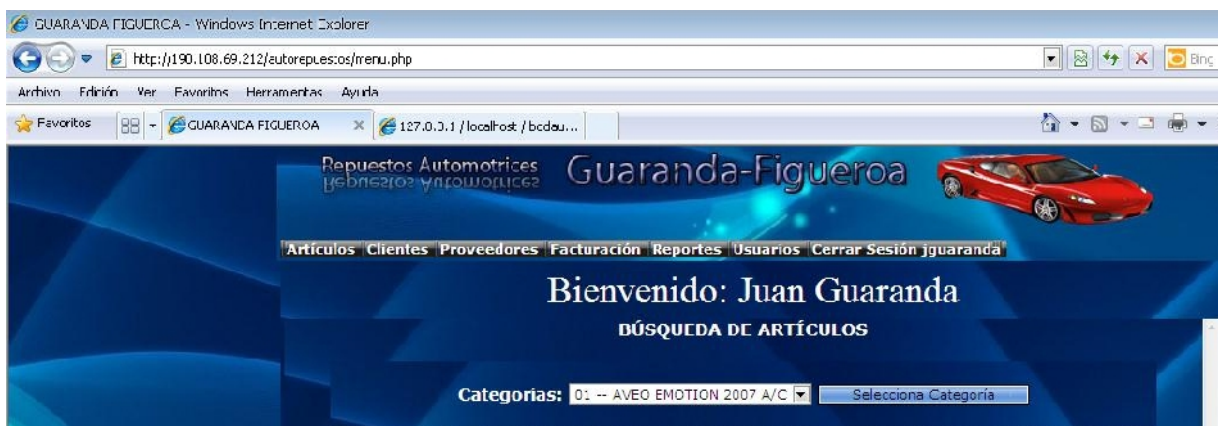 GUARANDA FIGUEROA - Windows Internet Explorer
http://190.108.69.212/autorepuestos/menu.php
Bing
Archivo Edición Ver Favoritos Herramientas Ayuda
Favoritos GUARANDA FIGUEROA 127.0.0.1 / localhost / bcdau...
Repuestos Automotrices Guaranda-Figueroa
Artículos Clientes Proveedores Facturación Reportes Usuarios Cerrar Sesión jguaranda
Bienvenido: Juan Guaranda
BÚSQUEDA DE ARTÍCULOS
Categorias: 01 -- AVEO EMOTION 2007 A/C Selecciona Categoría